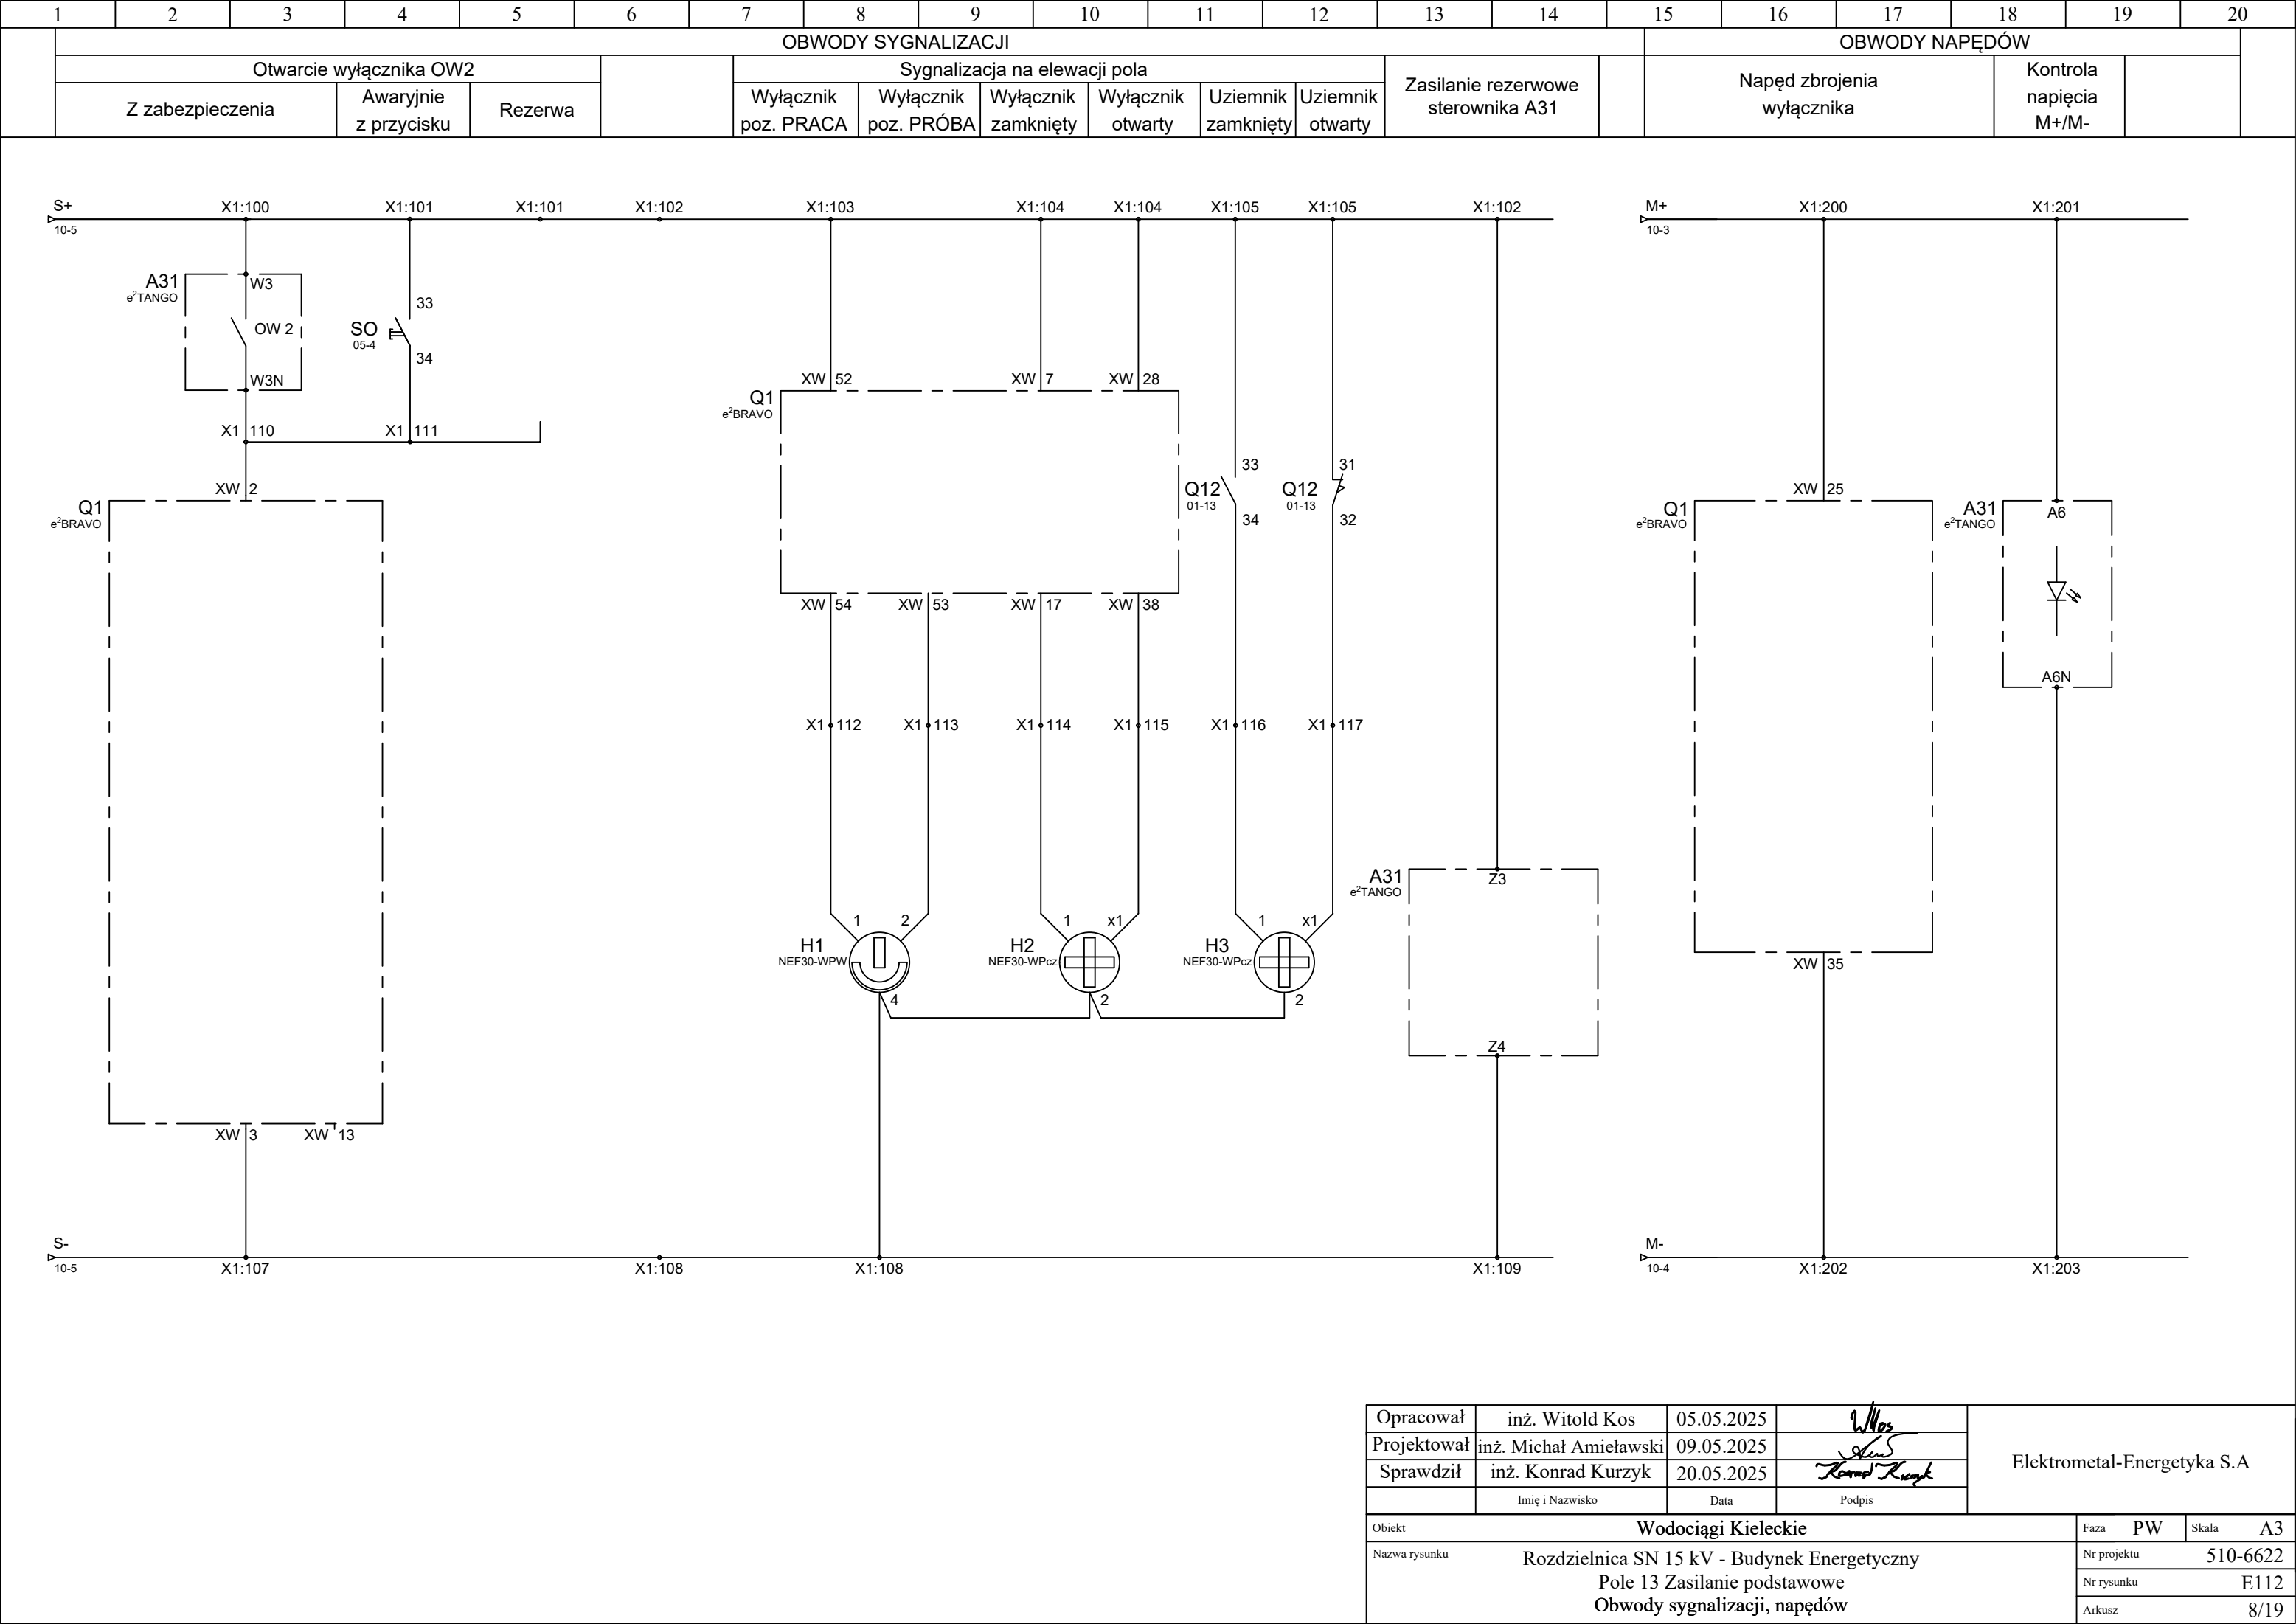 1 2 3 4 5 6 7 8 9 10 11 12 13 14 15 16 17 18 19 20
OBWODY SYGNALIZACJI
OBWODY NAPĘDÓW
Otwarcie wyłącznika OW2
Sygnalizacja na elewacji pola
Z zabezpieczenia
Awaryjnie
z przycisku
Rezerwa
Wyłącznik
poz. PRACA
Wyłącznik
poz. PRÓBA
Wyłącznik
zamknięty
Wyłącznik
otwarty
Uziemnik
zamknięty
Uziemnik
otwarty
Zasilanie rezerwowe
sterownika A31
Napęd zbrojenia
wyłącznika
Kontrola
napięcia
M+/M-
S+ X1:100 X1:101 X1:101 X1:102 X1:103 X1:104 X1:104 X1:105 X1:105 X1:102 M+ X1:200 X1:201
10-5 10-3
A31
e²TANGO
W3
OW 2
W3N
33
SO
05-4
34
X1 110 X1 111
XW 2
Q1
e²BRAVO
XW 3 XW 13
XW 52 XW 7 XW 28
Q1
e²BRAVO
XW 54 XW 53 XW 17 XW 38
33
Q12
01-13
34
31
Q12
01-13
32
X1 112 X1 113 X1 114 X1 115 X1 116 X1 117
1 2 1 x1 1 x1
H1
NEF30-WPW
4
H2
NEF30-WPcz
2
H3
NEF30-WPcz
2
A31
e²TANGO
Z3
Z4
XW 25
Q1
e²BRAVO
XW 35
A31
e²TANGO
A6
A6N
S- M-
10-5 X1:107 X1:108 X1:108 X1:109 10-4 X1:202 X1:203
Opracował inż. Witold Kos 05.05.2025
Projektował inż. Michał Amieławski 09.05.2025
Sprawdził inż. Konrad Kurzyk 20.05.2025
Imię i Nazwisko Data Podpis
Elektrometal-Energetyka S.A
Obiekt Wodociągi Kieleckie Faza PW Skala A3
Nazwa rysunku Rozdzielnica SN 15 kV - Budynek Energetyczny
Pole 13 Zasilanie podstawowe
Obwody sygnalizacji, napędów
Nr projektu 510-6622
Nr rysunku E112
Arkusz 8/19